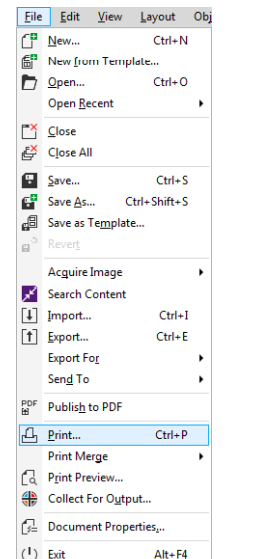 File Edit View Layout Obj
New... Ctrl+N
New from Template...
Open... Ctrl+O
Open Recent
Close
Close All
Save... Ctrl+S
Save As... Ctrl+Shift+S
Save as Template...
Revert
Acquire Image
Search Content
Import... Ctrl+I
Export... Ctrl+E
Export For
Send To
PDF Publish to PDF
Print... Ctrl+P
Print Merge
Print Preview...
Collect For Output...
Document Properties...
Exit Alt+F4